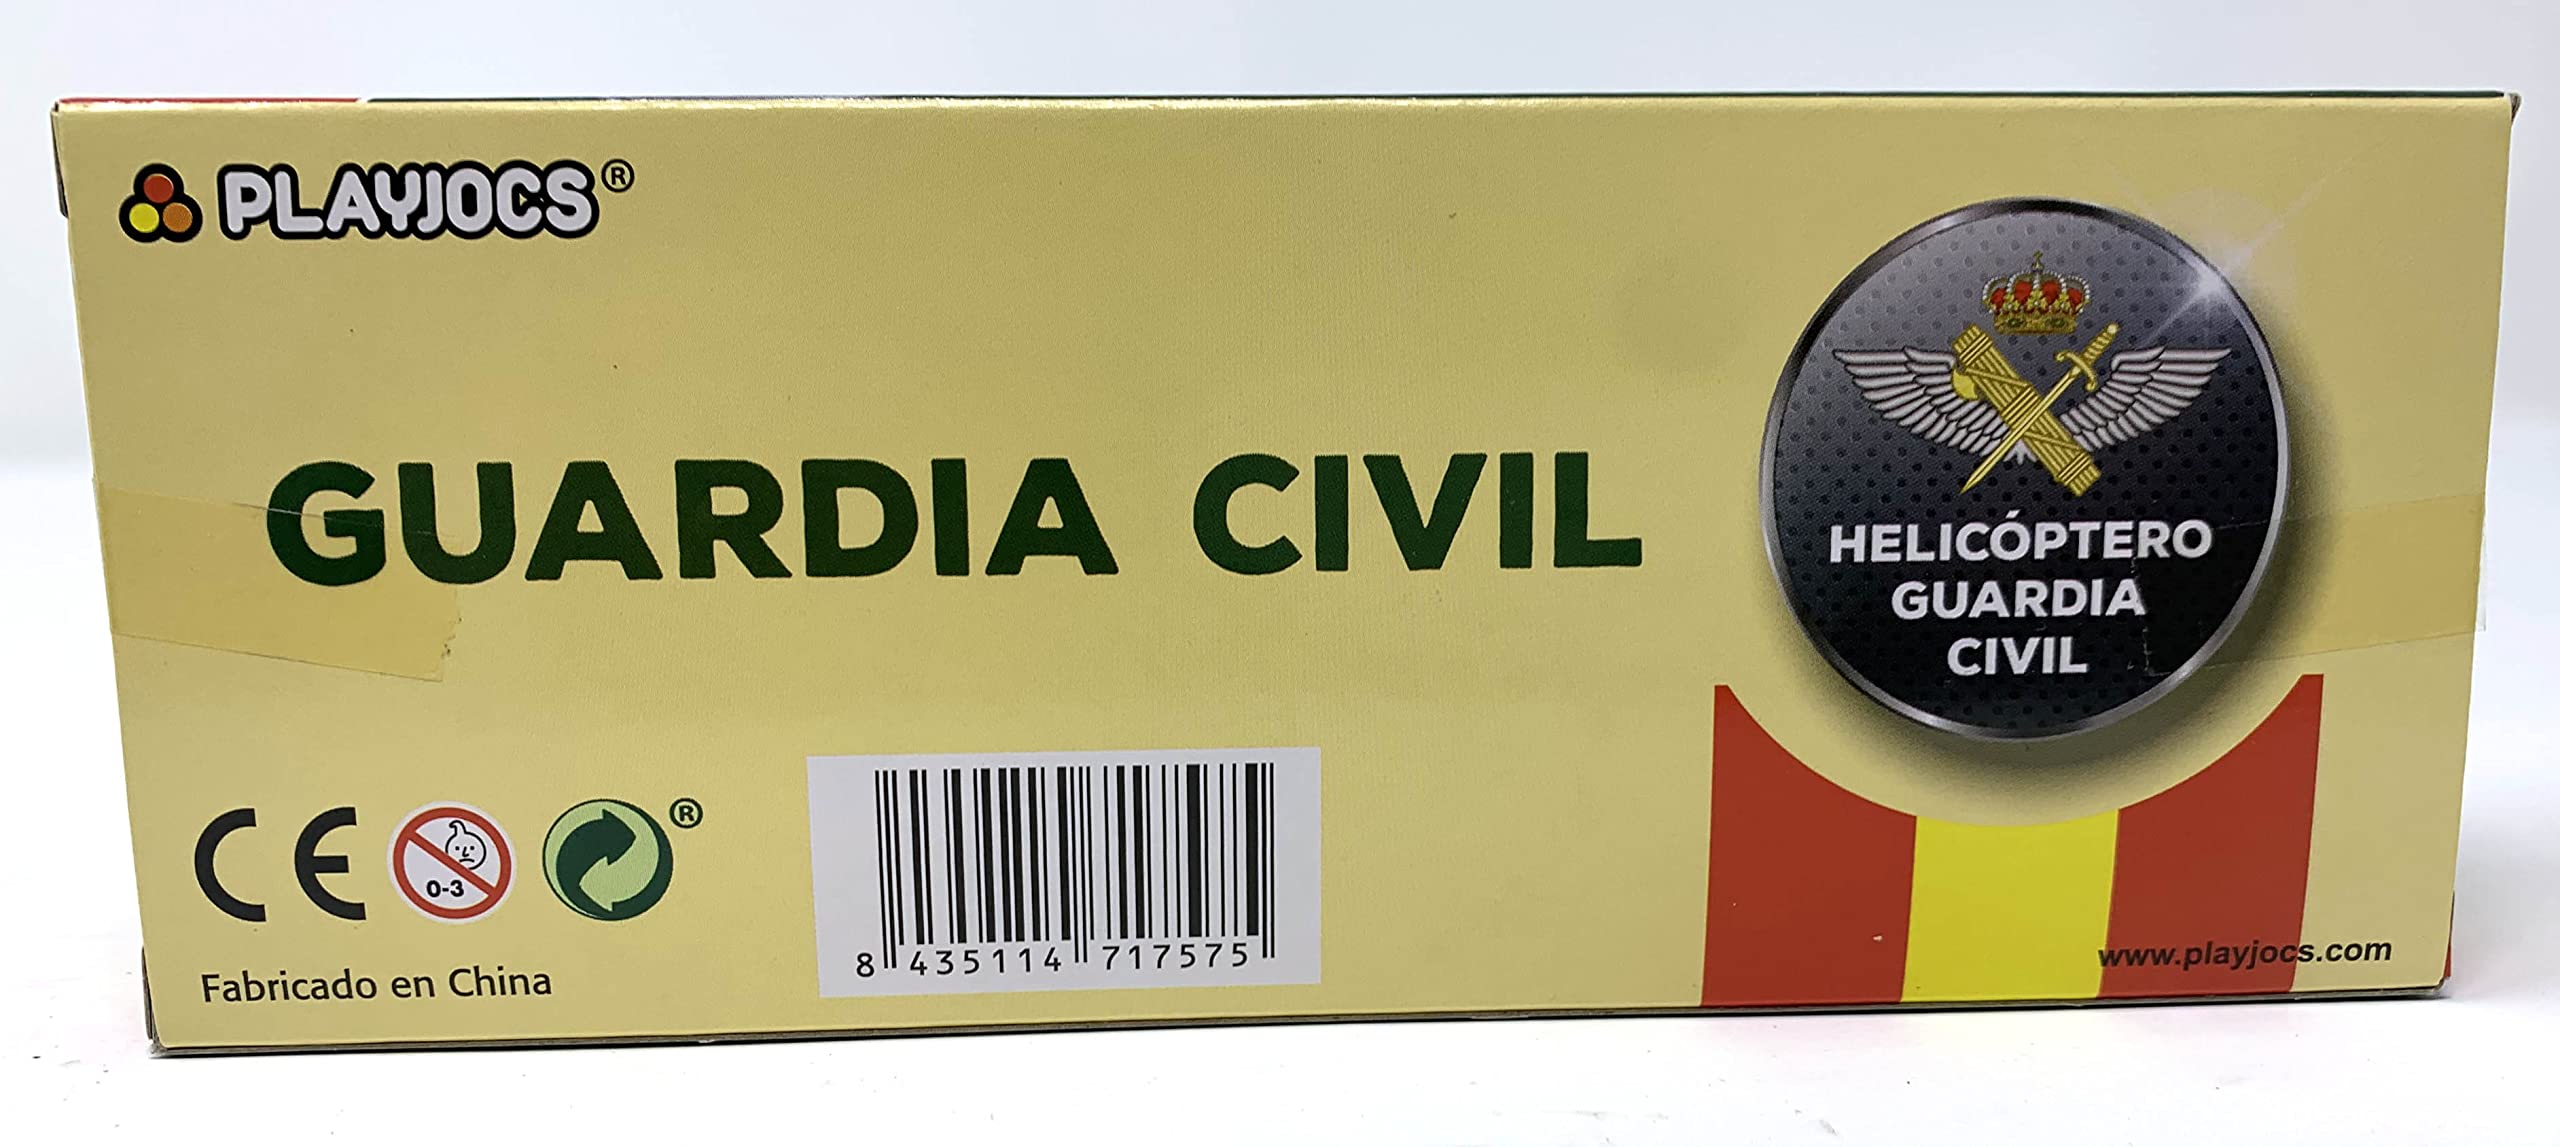 PLAYJOCS®
GUARDIA CIVIL
HELICÓPTERO
GUARDIA
CIVIL
CE
0-3
®
Fabricado en China
8 435114 717575
www.playjocs.com